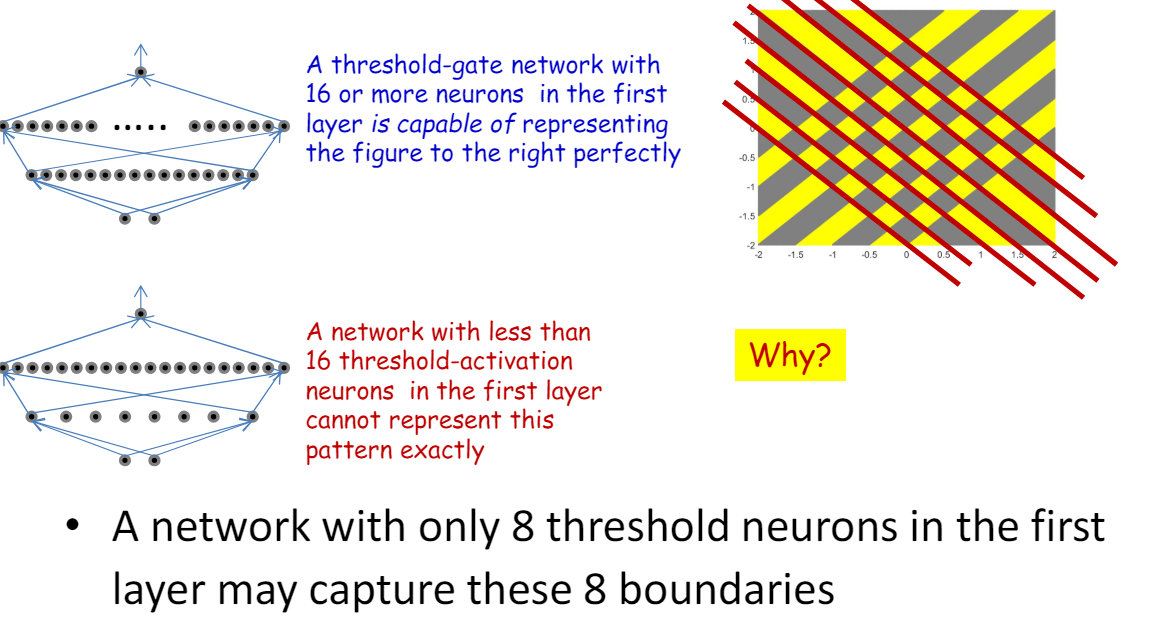 A threshold-gate network with
16 or more neurons in the first
layer is capable of representing
the figure to the right perfectly
2
1.5
0.5
0
-0.5
-1
-1.5
-2
-2 -1.5 -1 -0.5 0 0.5 1 1.5 2
A network with less than
16 threshold-activation
neurons in the first layer
cannot represent this
pattern exactly
Why?
• A network with only 8 threshold neurons in the first
layer may capture these 8 boundaries